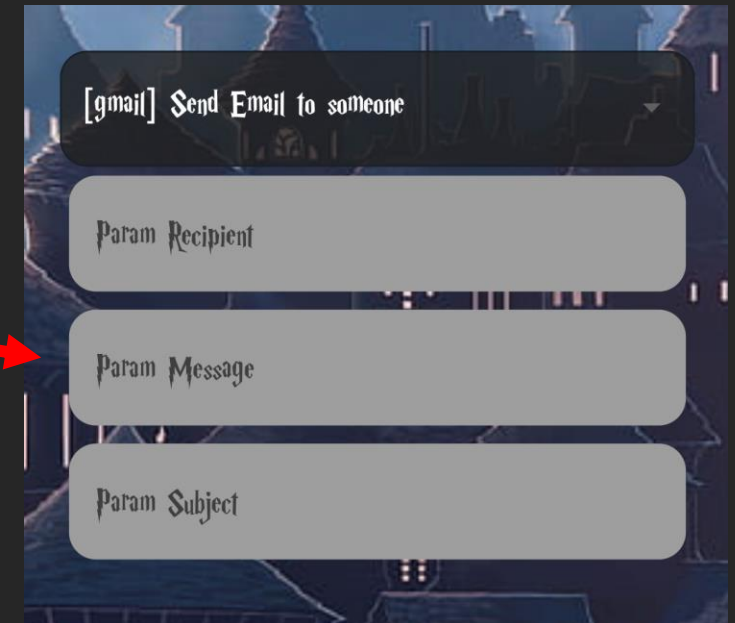 [gmail] Send Email to someone
Param Recipient
Param Message
Param Subject